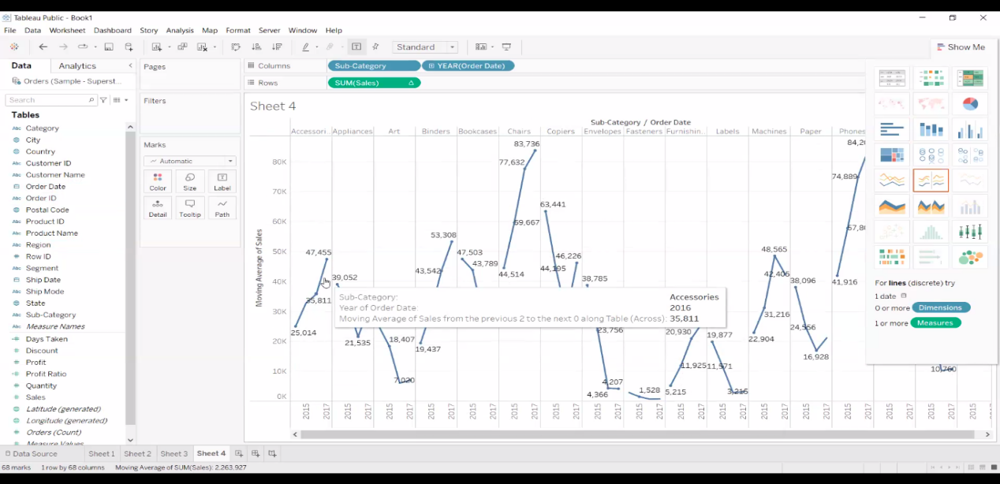 Tableau Public - Book1
File Data Worksheet Dashboard Story Analysis Map Format Server Window Help
Standard
Show Me
Data Analytics
Orders (Sample - Superst...
Search
Tables
Abc Category
City
Country
Abc Customer ID
Abc Customer Name
Order Date
Abc Order ID
Postal Code
Abc Product ID
Abc Product Name
Abc Region
Row ID
Abc Segment
Ship Date
Abc Ship Mode
State
Abc Sub-Category
Abc Measure Names
Days Taken
Discount
Profit
Profit Ratio
Quantity
Sales
Latitude (generated)
Longitude (generated)
Orders (Count)
Measure Values
Pages
Filters
Marks
Automatic
Color Size Label
Detail Tooltip Path
Columns Sub-Category YEAR(Order Date)
Rows SUM(Sales)
Sheet 4
Sub-Category / Order Date
Accessori.. Appliances Art Binders Bookcases Chairs Copiers Envelopes Fasteners Furnishin.. Labels Machines Paper Phones
Moving Average of Sales
80K
70K
60K
50K
40K
30K
20K
10K
0K
25,014
35,811
47,455
39,052
21,535
18,407
7,020
19,437
43,542
53,308
47,503
43,789
44,514
59,667
77,632
83,736
63,441
44,195
46,226
38,785
23,756
4,366
4,207
1,528
5,215
11,925
20,930
19,877
11,571
3,215
22,904
31,216
48,565
42,406
38,096
24,556
16,928
41,916
74,889
10,760
Sub-Category: Accessories
Year of Order Date: 2016
Moving Average of Sales from the previous 2 to the next 0 along Table (Across): 35,811
2015 2017 2015 2017 2015 2017 2015 2017 2015 2017 2015 2017 2015 2017 2015 2017 2015 2017 2015 2017 2015 2017 2015 2017 2015 2017 2015 2017 2015 2017 2015 2017
For lines (discrete) try
1 date
0 or more Dimensions
1 or more Measures
Data Source Sheet 1 Sheet 2 Sheet 3 Sheet 4
68 marks 1 row by 68 columns Moving Average of SUM(Sales): 2,263,927